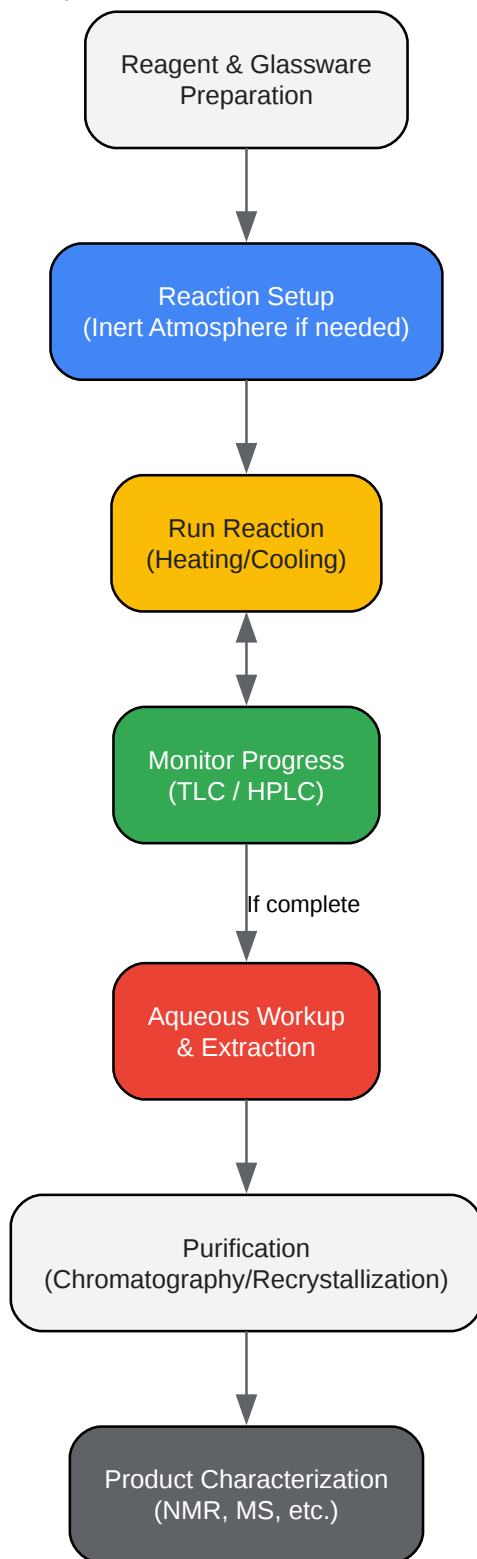 Reagent & Glassware
Preparation
Reaction Setup
(Inert Atmosphere if needed)
Run Reaction
(Heating/Cooling)
Monitor Progress
(TLC / HPLC)
If complete
Aqueous Workup
& Extraction
Purification
(Chromatography/Recrystallization)
Product Characterization
(NMR, MS, etc.)